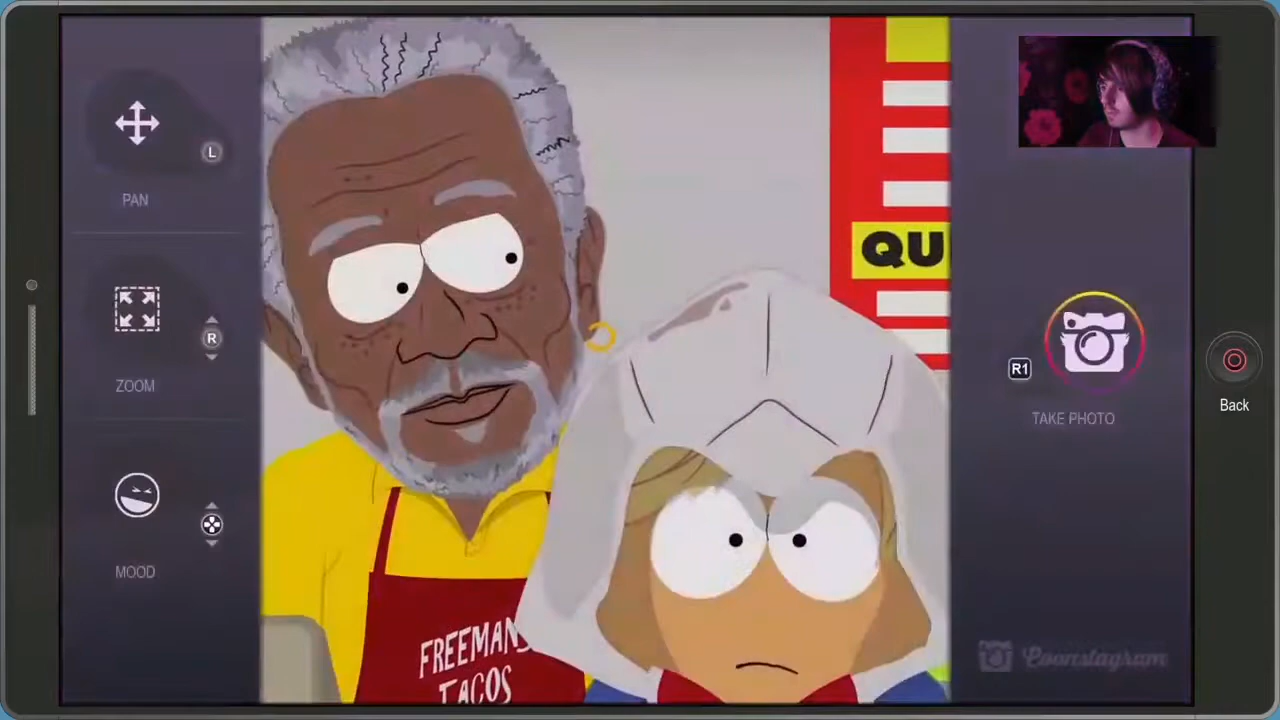 L
PAN
R
ZOOM
MOOD
QU
FREEMAN'S
TACOS
R1
TAKE PHOTO
Back
Coonstagram